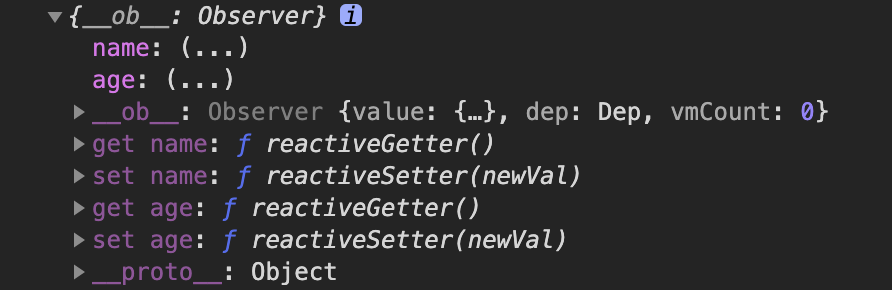 ▼{__ob__: Observer} i
name: (...)
age: (...)
▶__ob__: Observer {value: {…}, dep: Dep, vmCount: 0}
▶get name: ƒ reactiveGetter()
▶set name: ƒ reactiveSetter(newVal)
▶get age: ƒ reactiveGetter()
▶set age: ƒ reactiveSetter(newVal)
▶__proto__: Object